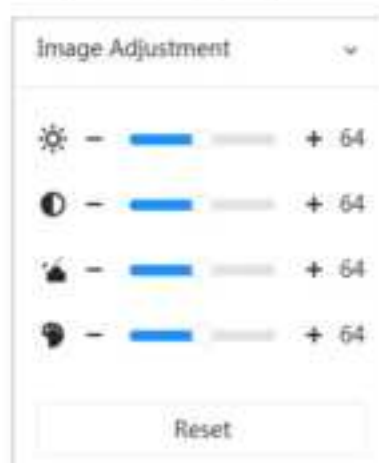 Image Adjustment
− + 64
− + 64
− + 64
− + 64
Reset